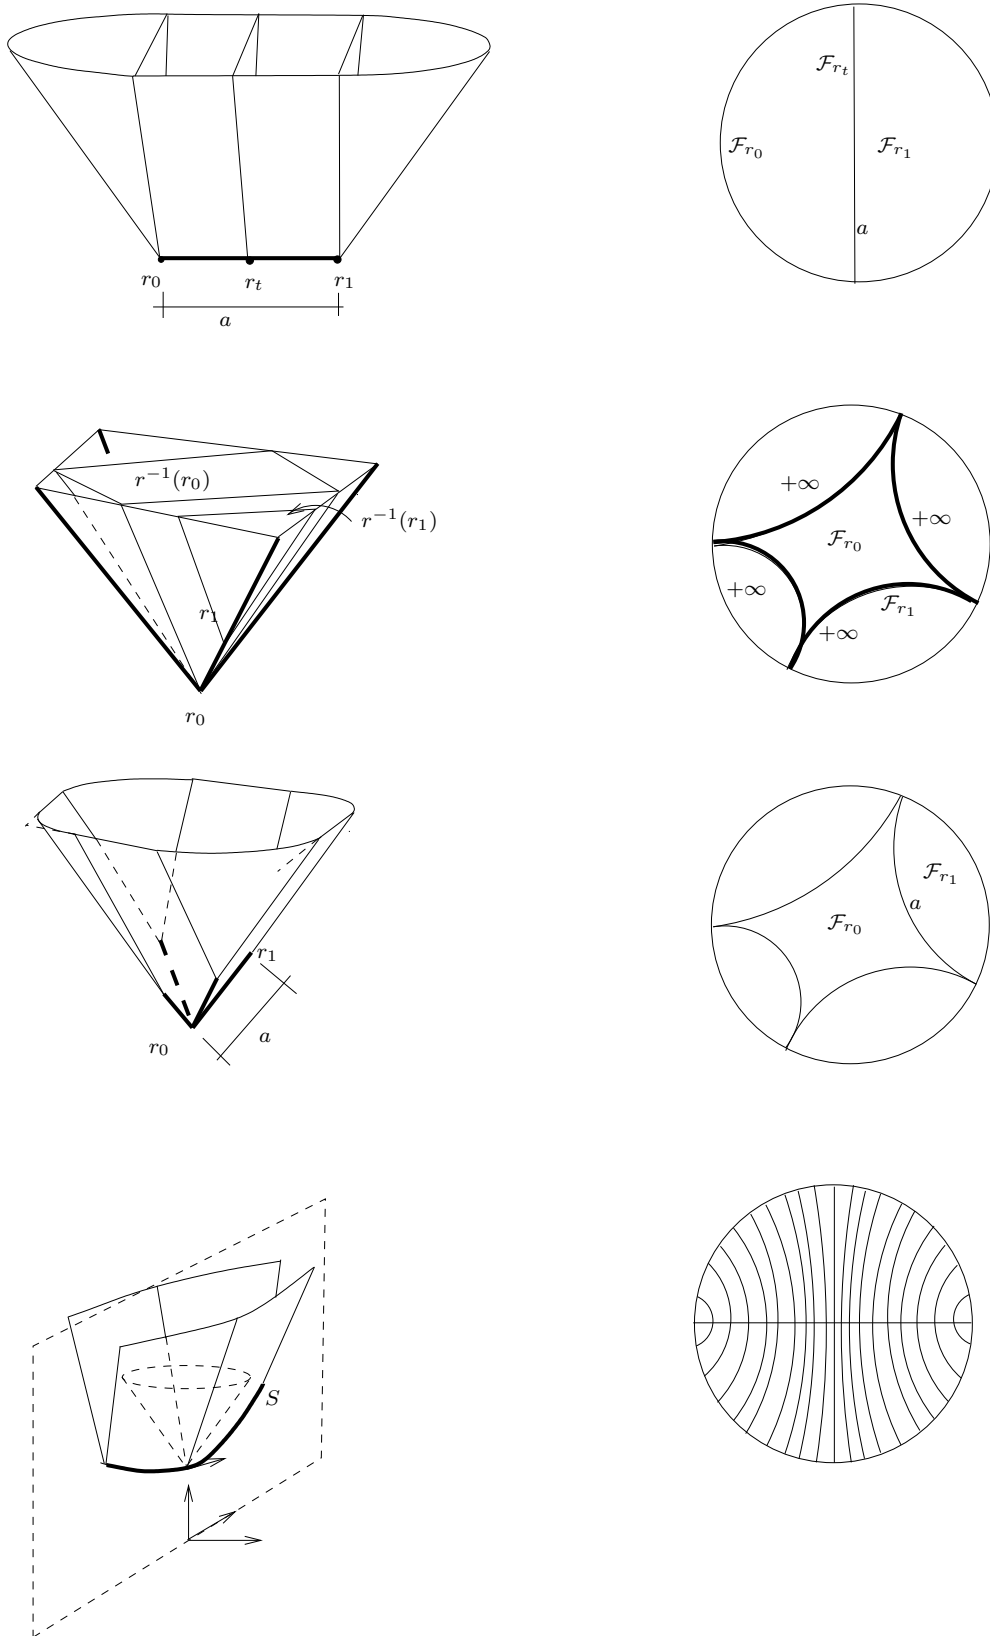 $\mathcal{F}_{r_t}$
$\mathcal{F}_{r_0}$ $\mathcal{F}_{r_1}$
$a$
$r_0$ $r_t$ $r_1$
$a$
$r^{-1}(r_0)$
$r^{-1}(r_1)$
$r_1$
$r_0$
$+\infty$
$+\infty$
$\mathcal{F}_{r_0}$
$+\infty$
$\mathcal{F}_{r_1}$
$+\infty$
$r_1$
$a$
$r_0$
$\mathcal{F}_{r_1}$
$a$
$\mathcal{F}_{r_0}$
$S$